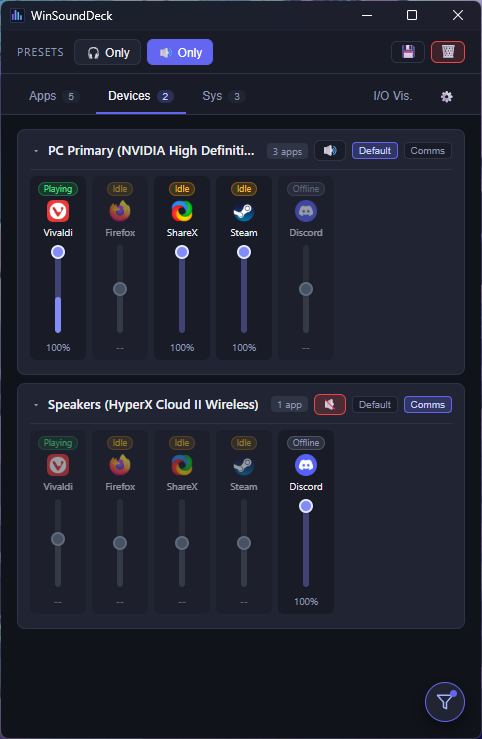 WinSoundDeck
PRESETS Only Only
Apps 5 Devices 2 Sys 3 I/O Vis.
PC Primary (NVIDIA High Definiti... 3 apps Default Comms
Playing Idle Idle Idle Offline
Vivaldi Firefox ShareX Steam Discord
100% -- 100% 100% --
Speakers (HyperX Cloud II Wireless) 1 app Default Comms
Playing Idle Idle Idle Offline
Vivaldi Firefox ShareX Steam Discord
-- -- -- -- 100%